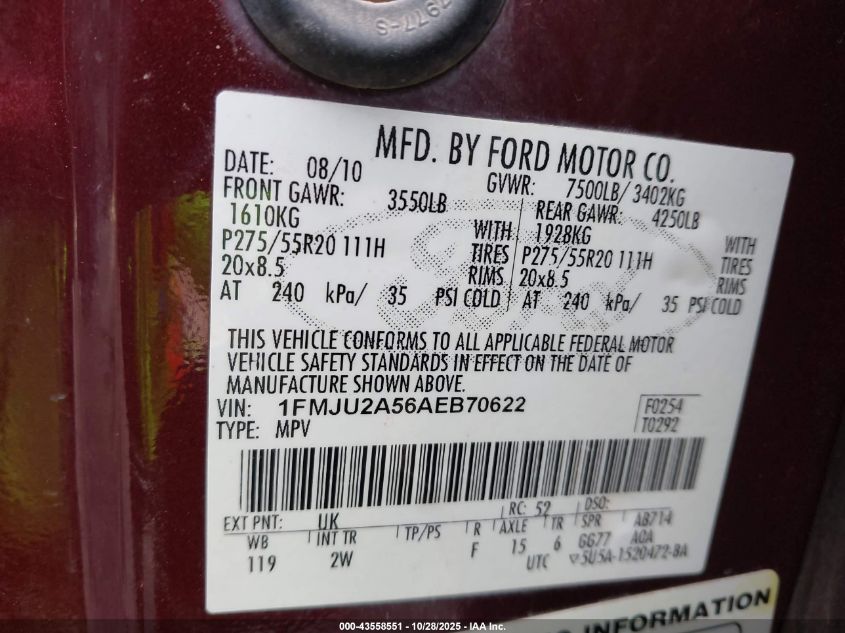 7977-S
MFD. BY FORD MOTOR CO.
DATE: 08/10 GVWR: 7500LB/ 3402KG
FRONT GAWR: 3550LB REAR GAWR: 4250LB
1610KG WITH 1928KG WITH
P275/55R20 111H TIRES P275/55R20 111H TIRES
20x8.5 RIMS 20x8.5 RIMS
AT 240 kPa/ 35 PSI COLD AT 240 kPa/ 35 PSI COLD
THIS VEHICLE CONFORMS TO ALL APPLICABLE FEDERAL MOTOR
VEHICLE SAFETY STANDARDS IN EFFECT ON THE DATE OF
MANUFACTURE SHOWN ABOVE.
VIN: 1FMJU2A56AEB70622 F0254
TYPE: MPV T0292
EXT PNT: UK RC: 52 DSO:
WB INT TR TP/PS R AXLE TR SPR AB714
119 2W F 15 6 GG77 AOA
UTC ▽5U5A-1520472-BA
INFORMATION
000-43558551 - 10/28/2025 - IAA Inc.